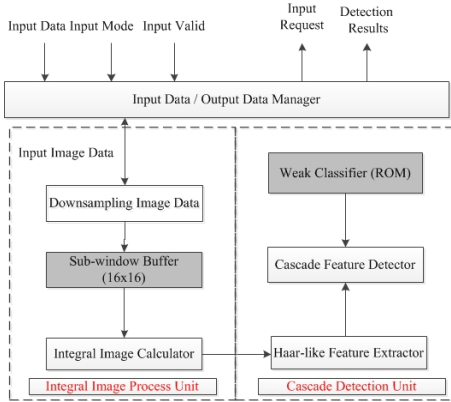 Input Data Input Mode Input Valid
Input
Request
Detection
Results
Input Data / Output Data Manager
Input Image Data
Downsampling Image Data
Sub-window Buffer
(16x16)
Integral Image Calculator
Integral Image Process Unit
Weak Classifier (ROM)
Cascade Feature Detector
Haar-like Feature Extractor
Cascade Detection Unit